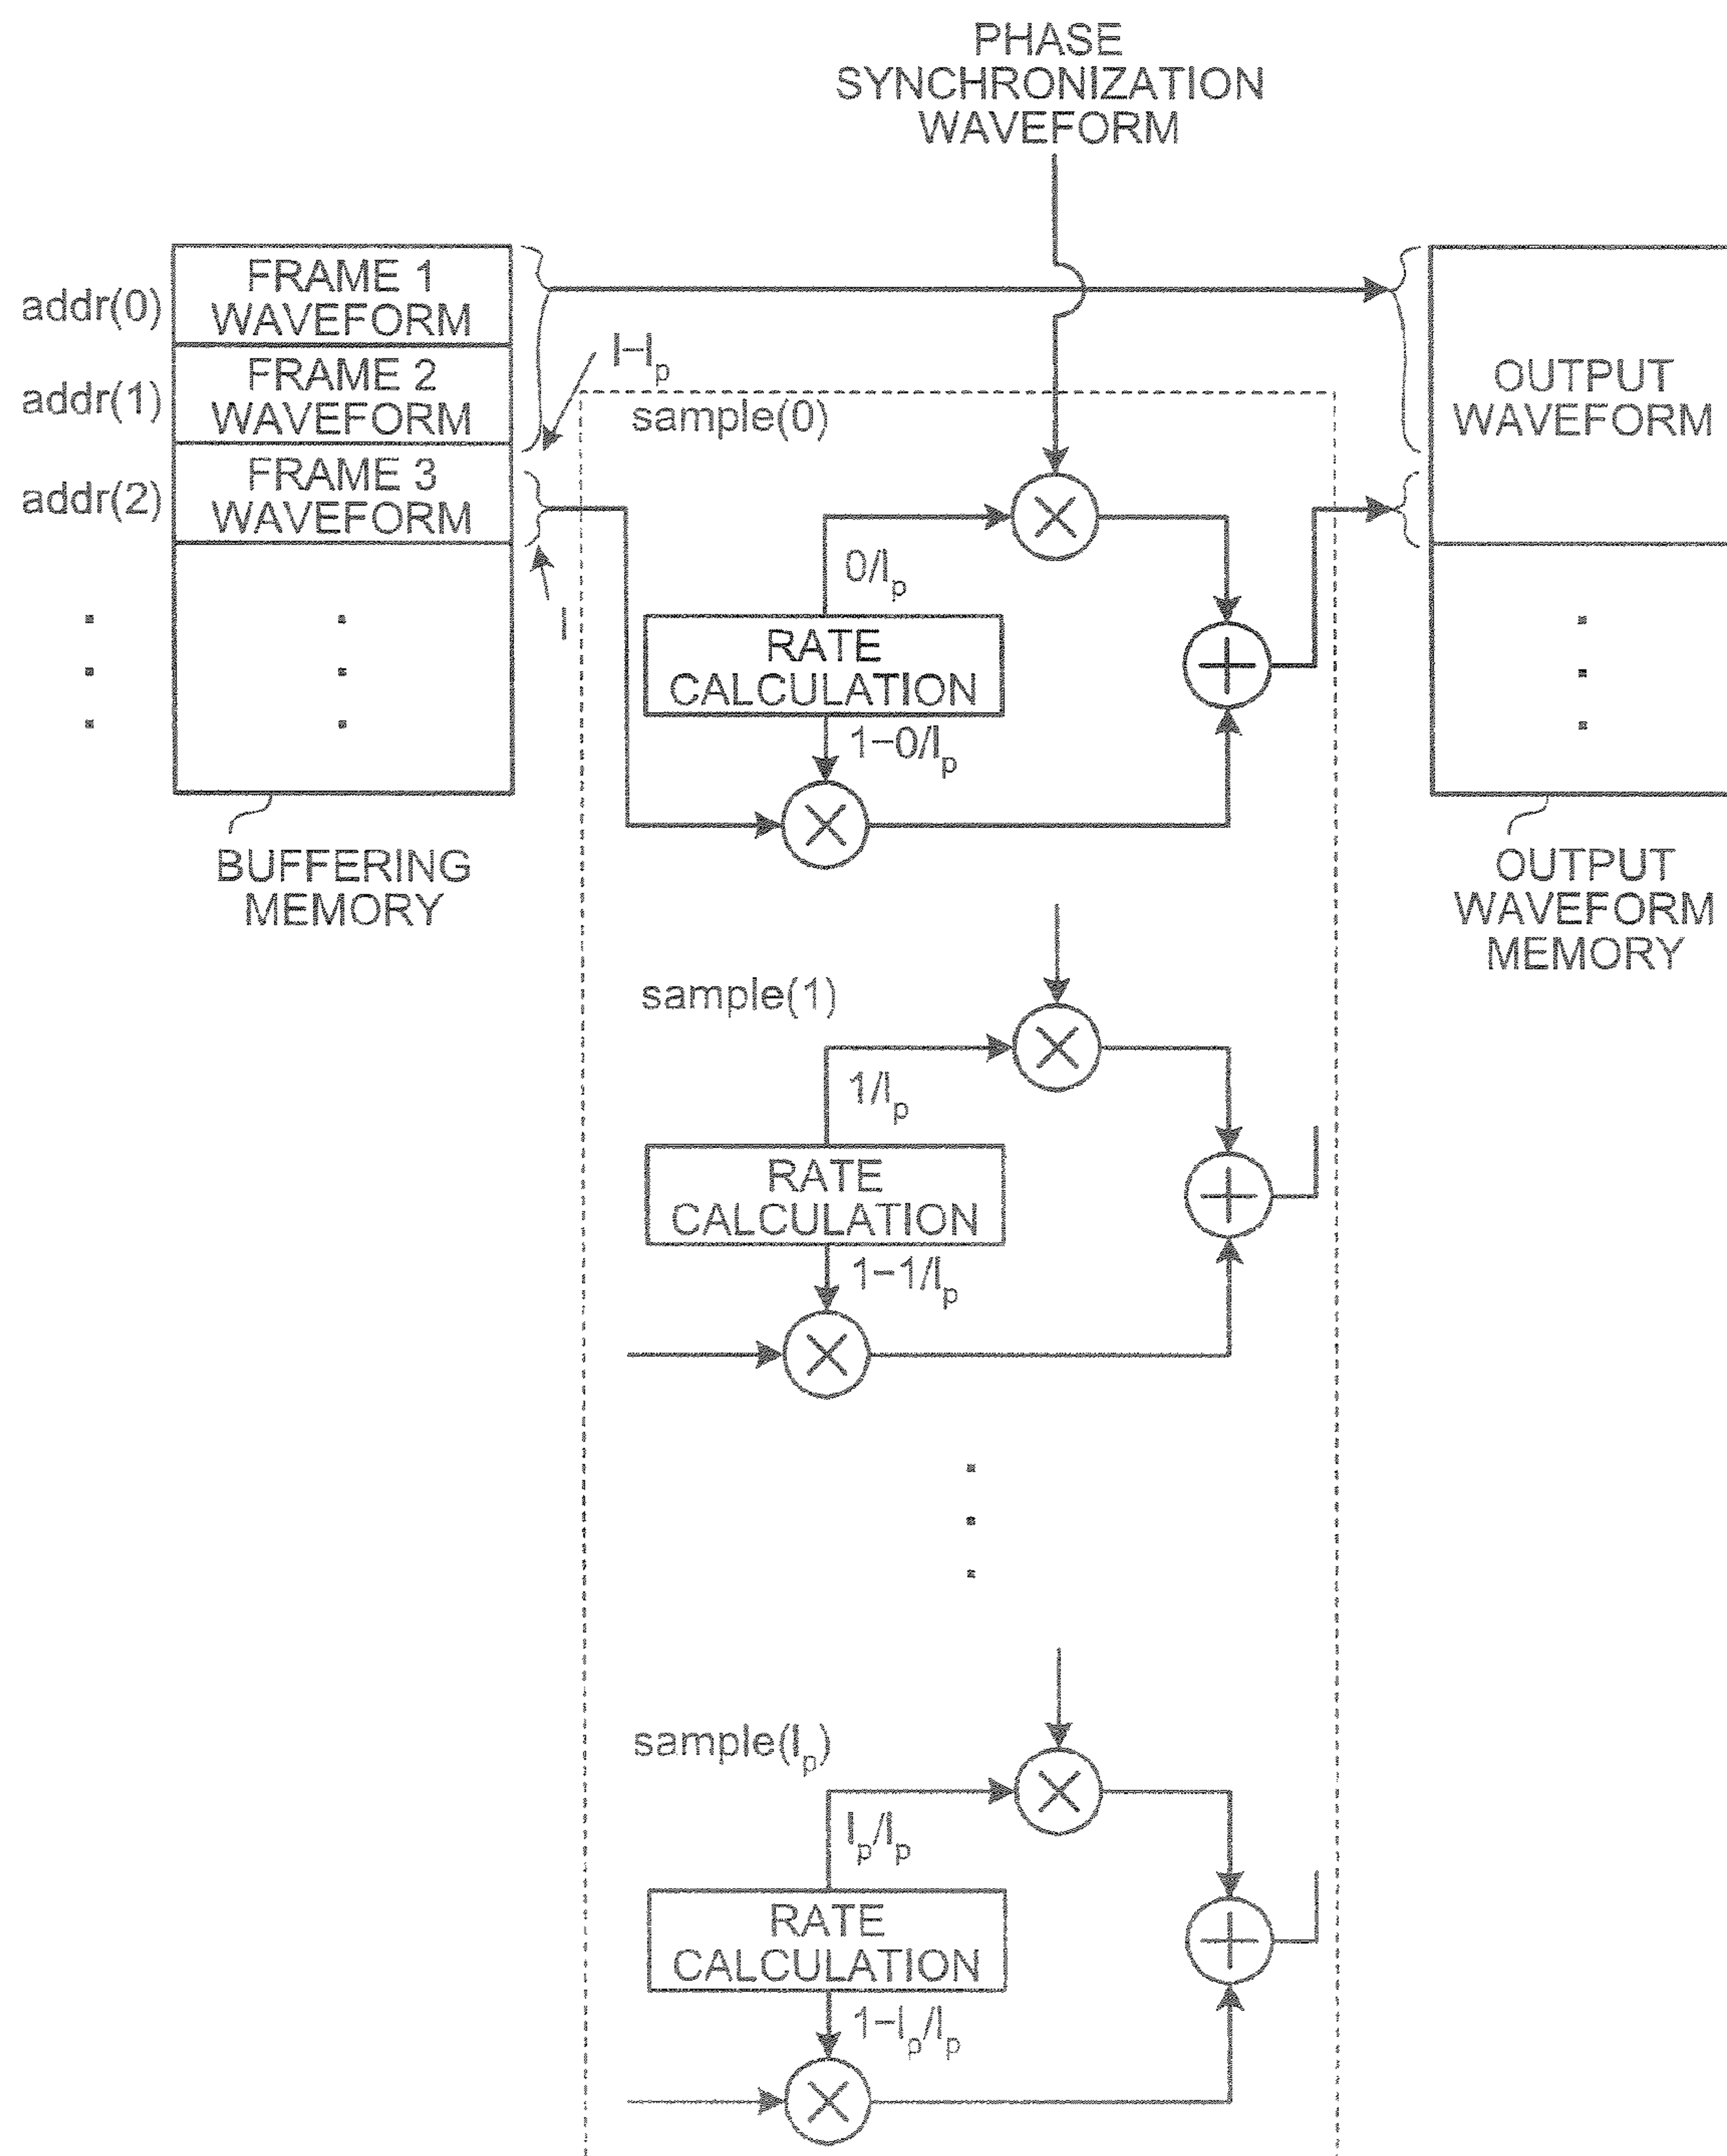 PHASE
SYNCHRONIZATION
WAVEFORM
addr(0)
FRAME 1
WAVEFORM
addr(1)
FRAME 2
WAVEFORM
addr(2)
FRAME 3
WAVEFORM
l−lp
l
BUFFERING
MEMORY
OUTPUT
WAVEFORM
OUTPUT
WAVEFORM
MEMORY
sample(0)
0/lp
RATE
CALCULATION
1−0/lp
sample(1)
1/lp
RATE
CALCULATION
1−1/lp
sample(lp)
lp/lp
RATE
CALCULATION
1−lp/lp